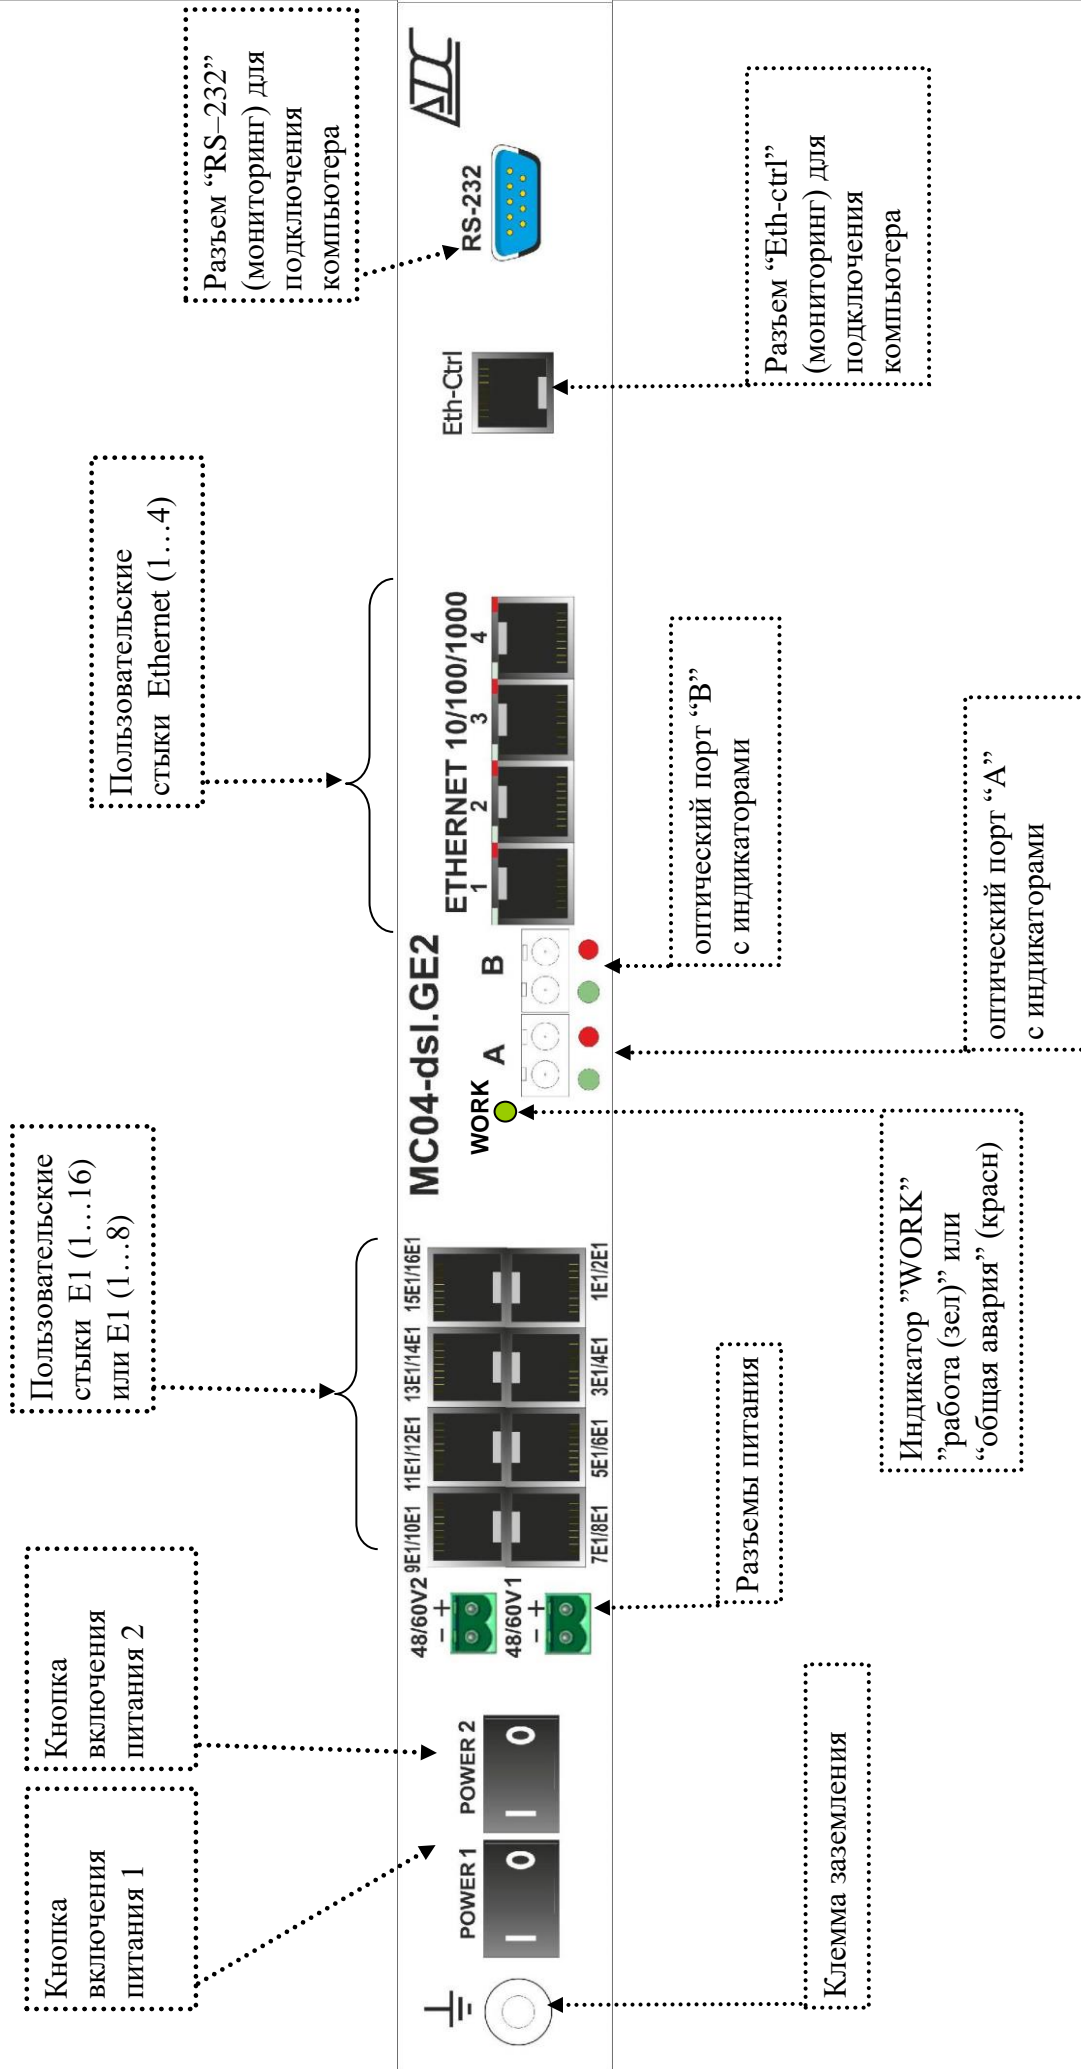 Кнопка
включения
питания 1
Кнопка
включения
питания 2
Пользовательские
стыки E1 (1…16)
или E1 (1…8)
Пользовательские
стыки Ethernet (1…4)
Разъем “RS–232”
(мониторинг) для
подключения
компьютера
POWER 1
I O
POWER 2
I O
48/60V2
– +
48/60V1
– +
9E1/10E1 11E1/12E1 13E1/14E1 15E1/16E1
7E1/8E1 5E1/6E1 3E1/4E1 1E1/2E1
MC04-dsl.GE2
WORK
A B
ETHERNET 10/100/1000
1 2 3 4
Eth-Ctrl
RS-232
ADC
Клемма заземления
Разъемы питания
Индикатор ”WORK”
”работа (зел)” или
“общая авария” (красн)
оптический порт “A”
с индикаторами
оптический порт “B”
с индикаторами
Разъем “Eth-ctrl”
(мониторинг) для
подключения
компьютера